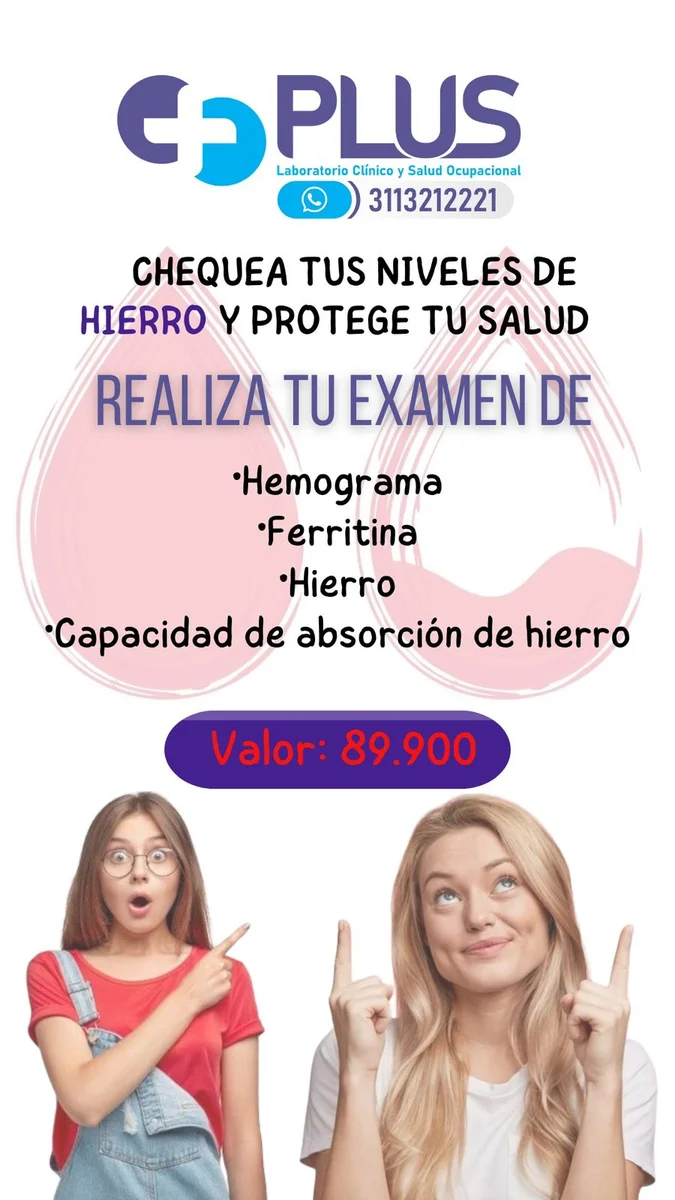 PLUS
Laboratorio Clínico y Salud Ocupacional
3113212221
CHEQUEA TUS NIVELES DE
HIERRO Y PROTEGE TU SALUD
REALIZA TU EXAMEN DE
•Hemograma
•Ferritina
•Hierro
•Capacidad de absorción de hierro
Valor: 89.900